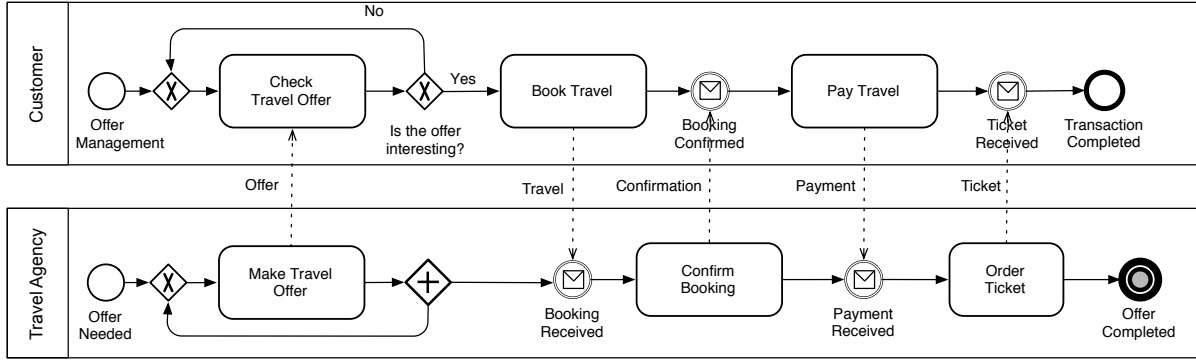 Customer
No
Check
Travel Offer
Yes
Book Travel
Pay Travel
Offer
Management
Is the offer
interesting?
Booking
Confirmed
Ticket
Received
Transaction
Completed
Offer
Travel
Confirmation
Payment
Ticket
Travel Agency
Make Travel
Offer
Confirm
Booking
Order
Ticket
Offer
Needed
Booking
Received
Payment
Received
Offer
Completed